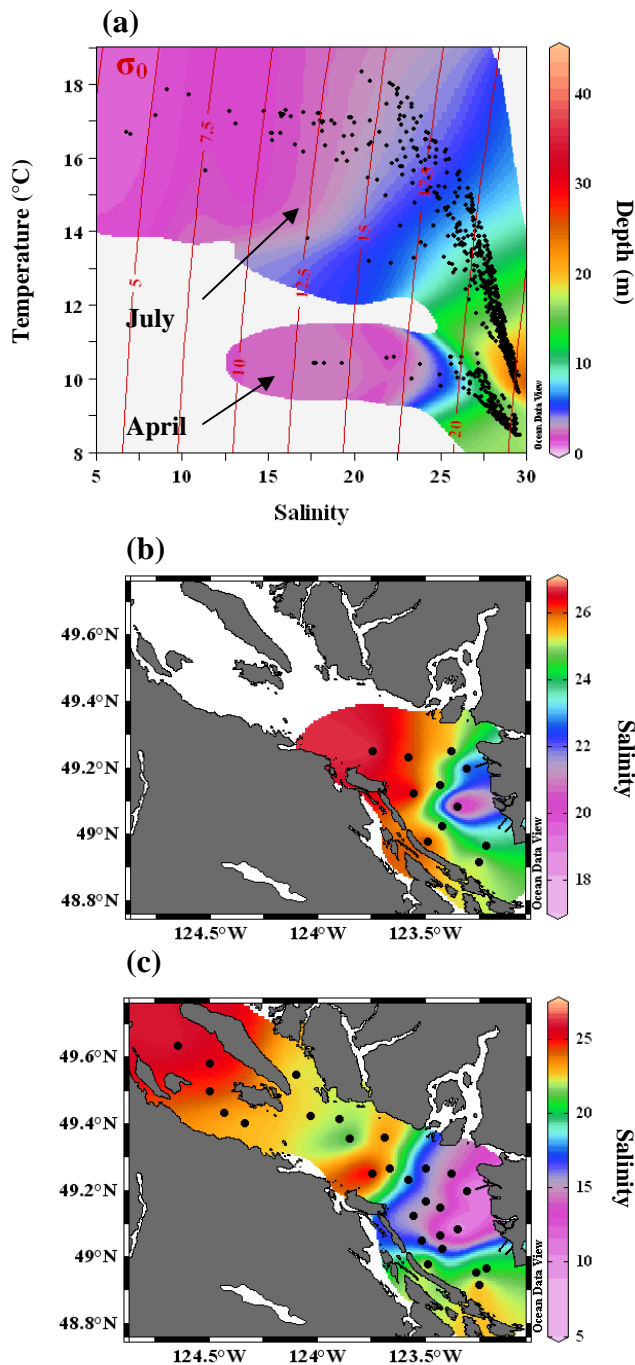 (a)
σ0
18
16
14
12
10
8
Temperature (°C)
5
7.5
10
12.5
15
17.5
20
July
April
5
10
15
20
25
30
Salinity
Ocean Data View
40
30
20
10
0
Depth (m)
(b)
49.6°N
49.4°N
49.2°N
49°N
48.8°N
124.5°W
124°W
123.5°W
Ocean Data View
26
24
22
20
18
Salinity
(c)
49.6°N
49.4°N
49.2°N
49°N
48.8°N
124.5°W
124°W
123.5°W
Ocean Data View
25
20
15
10
5
Salinity